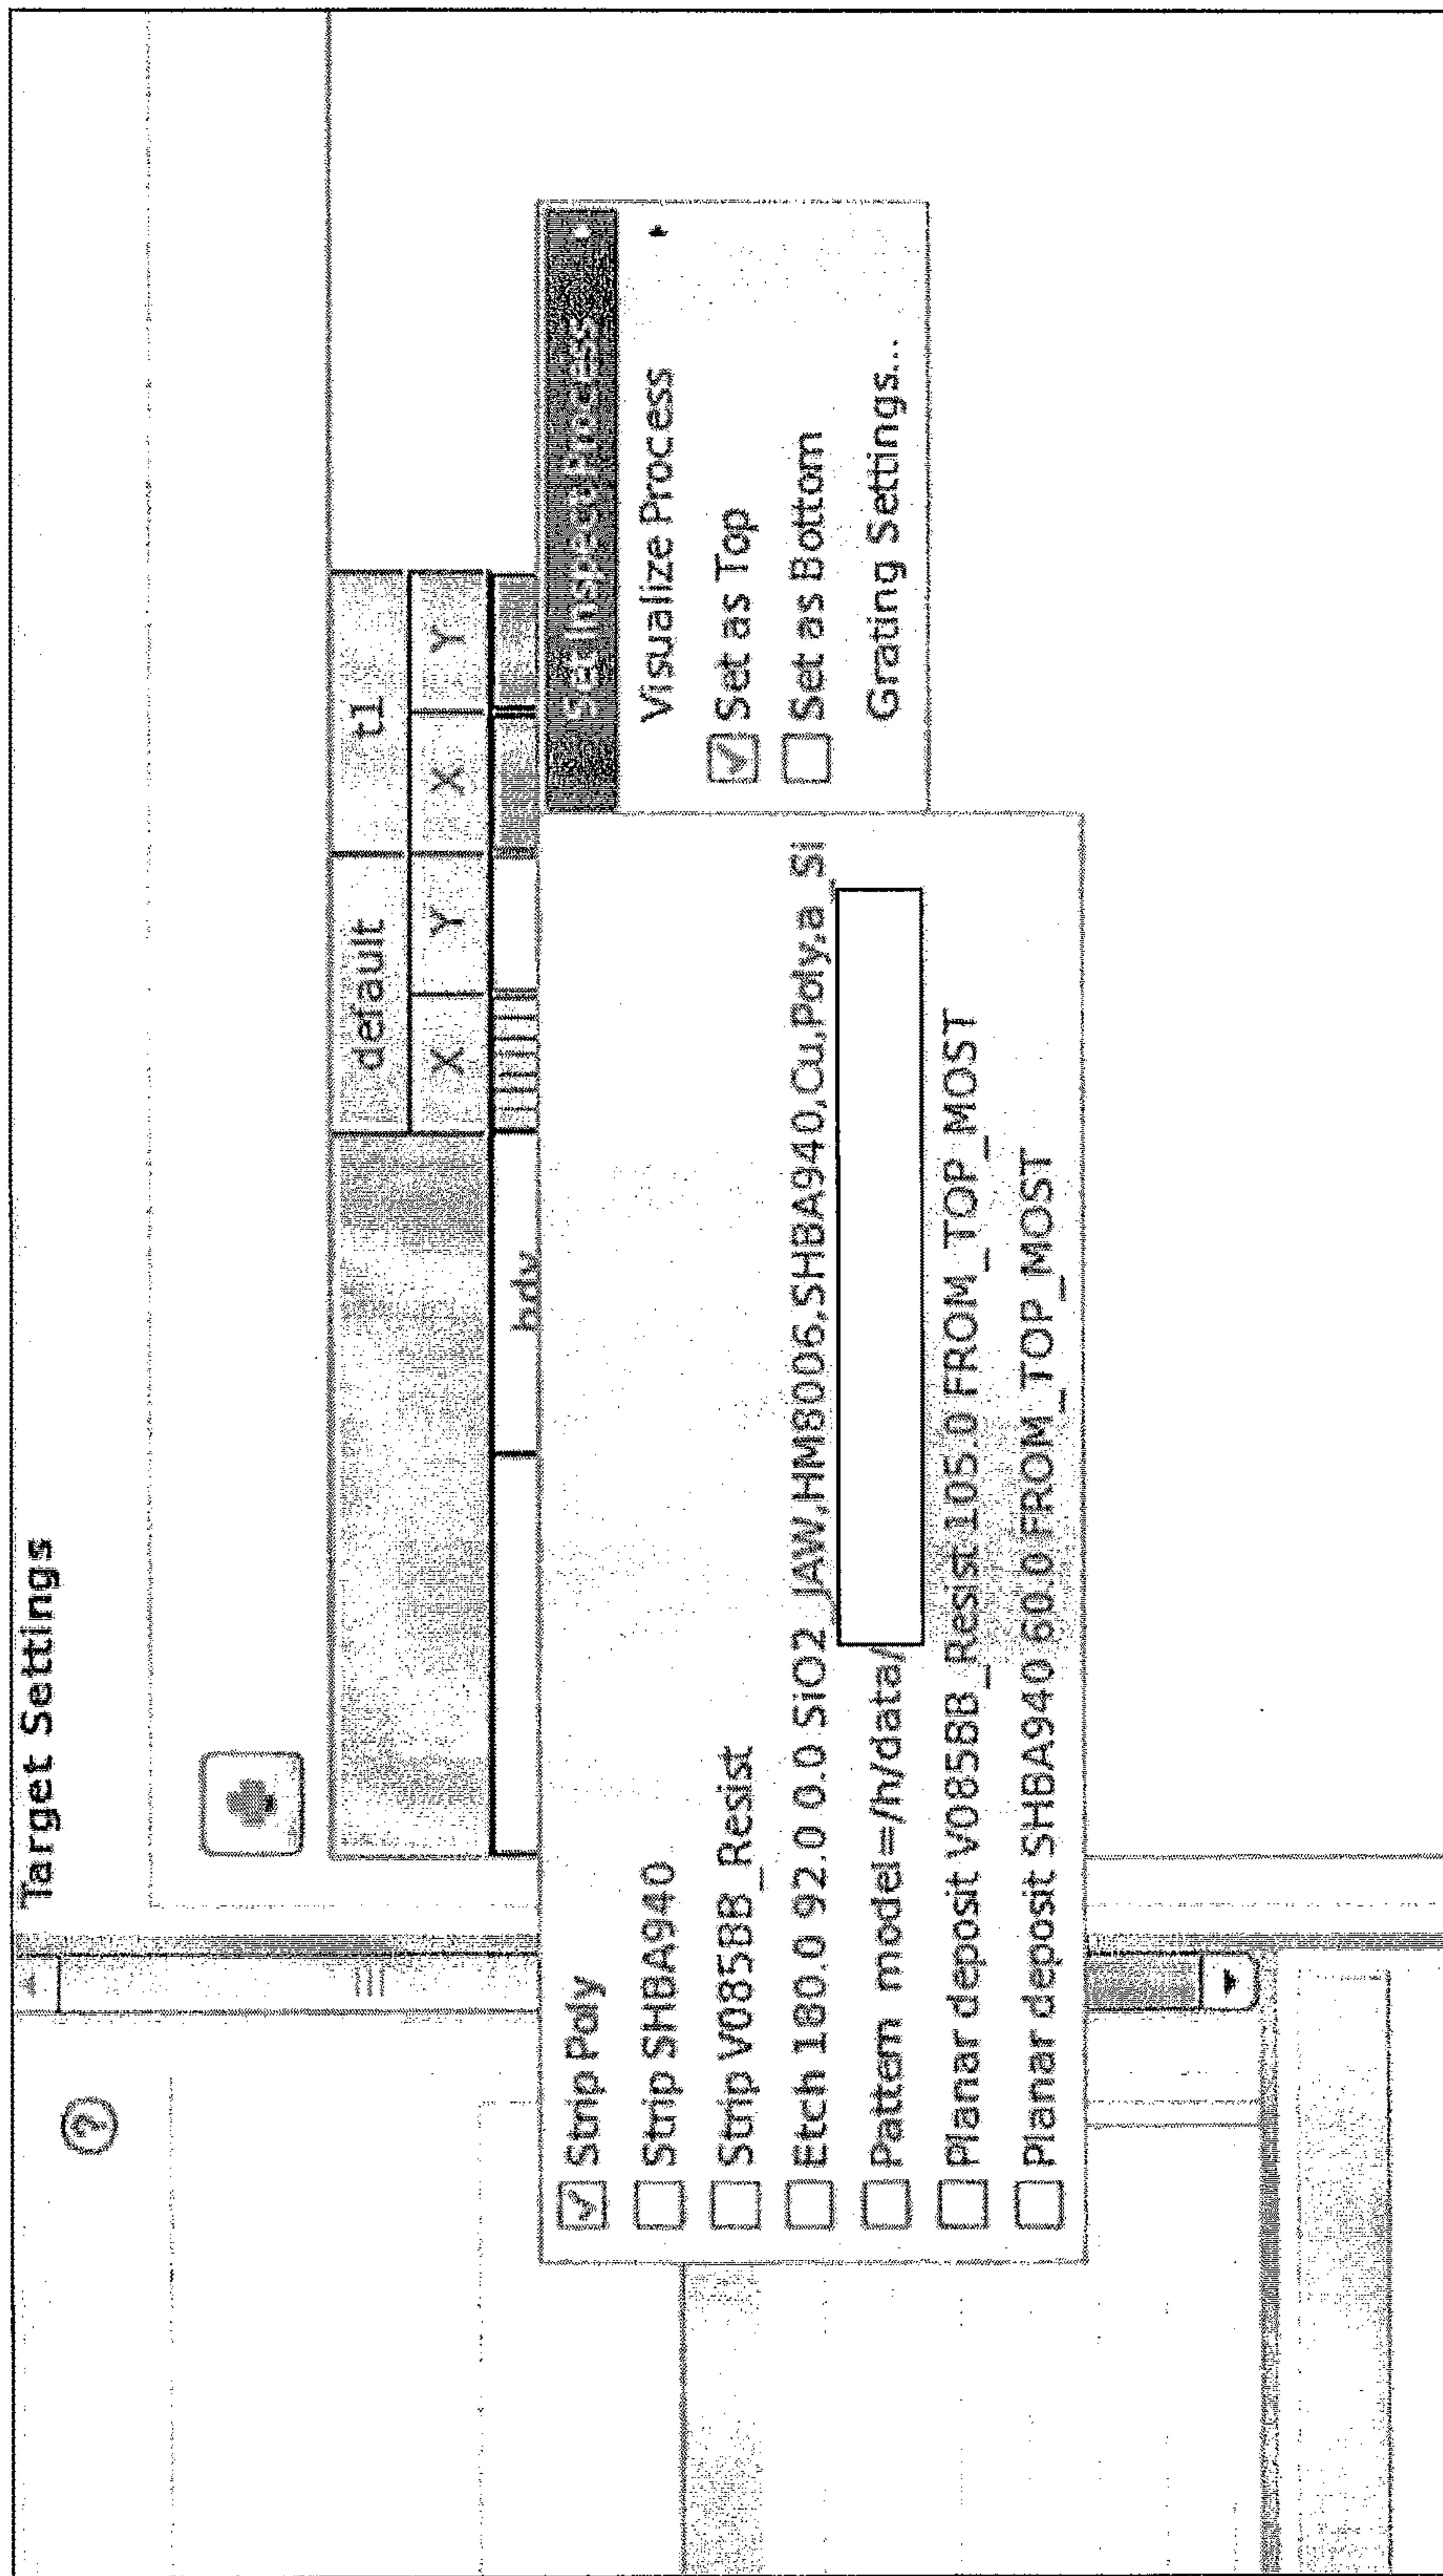 Target Settings
?
default
t1
X
Y
X
Y
Set Inspect Process
Visualize Process
Set as Top
Set as Bottom
Grating Settings...
Strip Poly
Strip SHBA940
Strip V085BB_Resist
Etch 180.0 92.0 0.0 SiO2_JAW,HM8006,SHBA940,Cu,Poly,a_Si
Pattern model=/h/data/
Planar deposit V085BB_Resist 105.0 FROM_TOP_MOST
Planar deposit SHBA940 60.0 FROM_TOP_MOST